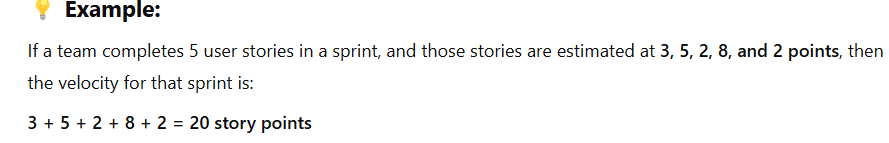 💡 Example:
If a team completes 5 user stories in a sprint, and those stories are estimated at 3, 5, 2, 8, and 2 points, then
the velocity for that sprint is:
3 + 5 + 2 + 8 + 2 = 20 story points